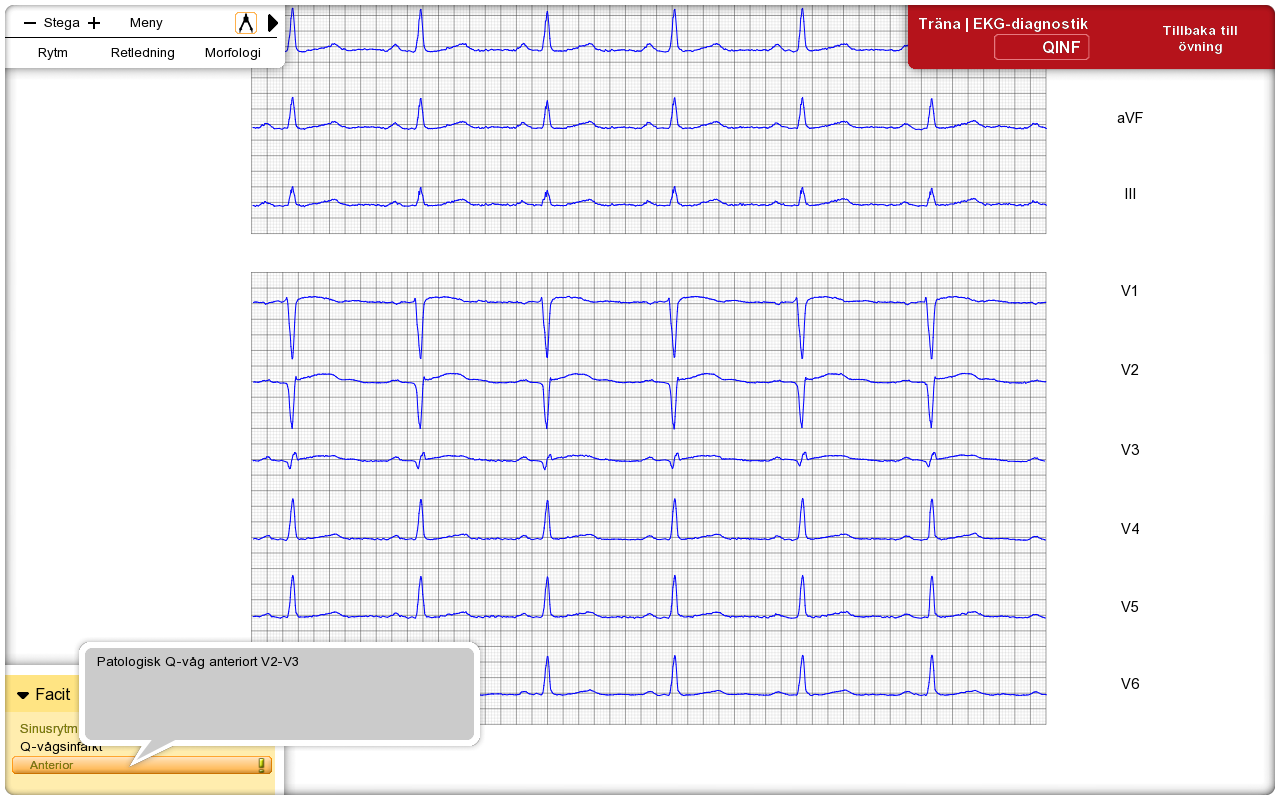 Stega
Meny
Rytm
Retledning
Morfologi
Träna | EKG-diagnostik
QINF
Tillbaka till
övning
aVF
III
V1
V2
V3
V4
V5
V6
Patologisk Q-våg anteriort V2-V3
Facit
Sinusrytm
Q-vågsinfarkt
Anterior